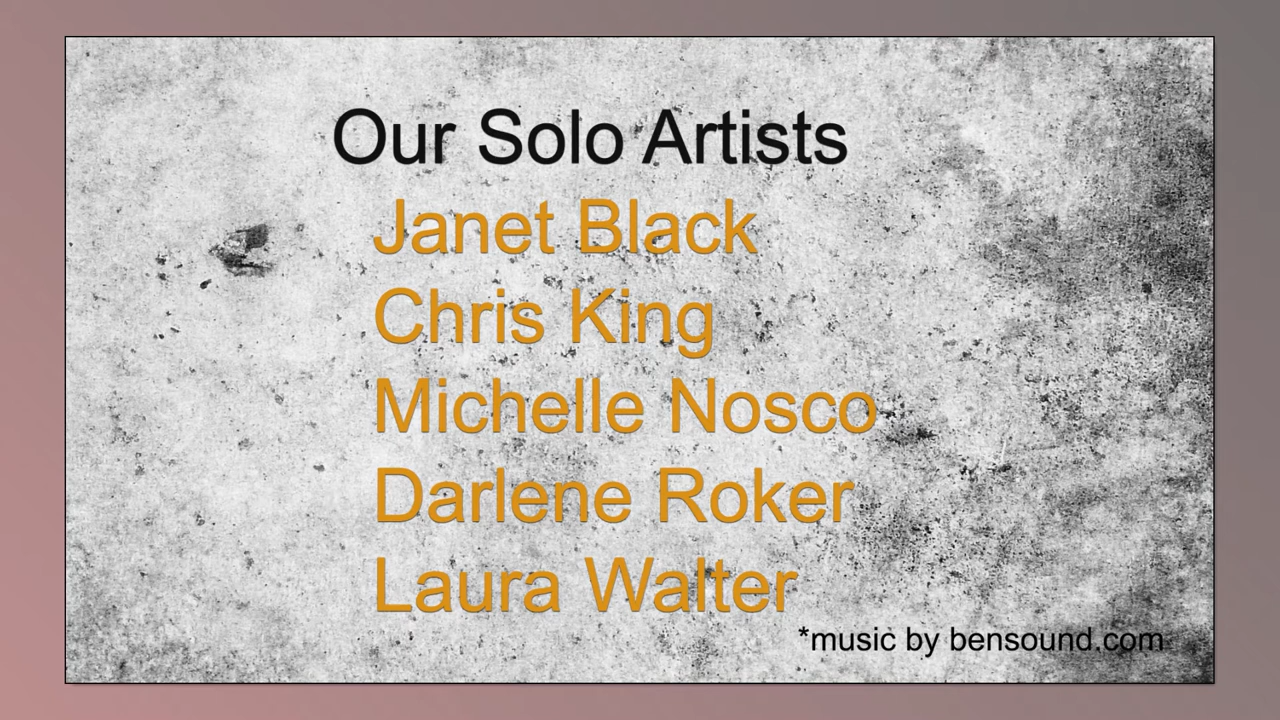 Our Solo Artists
Janet Black
Chris King
Michelle Nosco
Darlene Roker
Laura Walter
*music by bensound.com